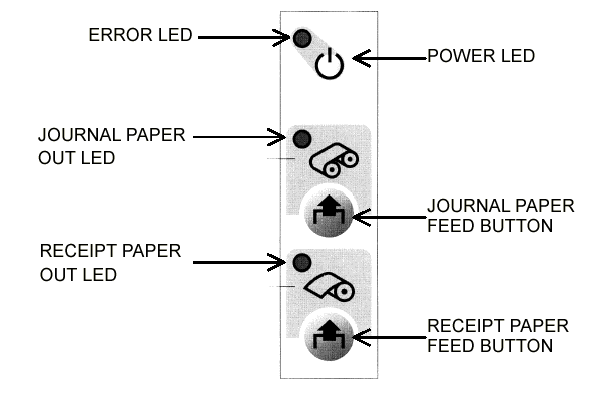 ERROR LED
POWER LED
JOURNAL PAPER
OUT LED
JOURNAL PAPER
FEED BUTTON
RECEIPT PAPER
OUT LED
RECEIPT PAPER
FEED BUTTON